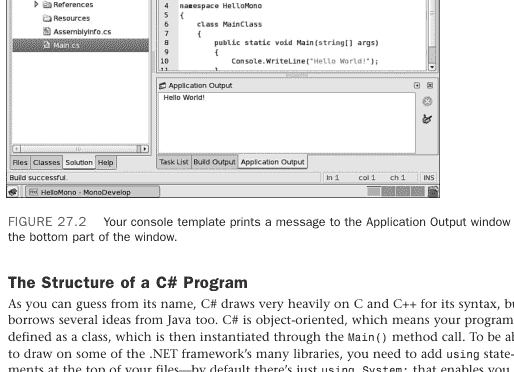 References
Resources
AssemblyInfo.cs
Main.cs
4 namespace HelloMono
5 {
6 class MainClass
7 {
8 public static void Main(string[] args)
9 {
10 Console.WriteLine("Hello World!");
11 }
Application Output
Hello World!
Files Classes Solution Help
Task List Build Output Application Output
Build successful.
ln 1 col 1 ch 1 INS
HelloMono - MonoDevelop
FIGURE 27.2 Your console template prints a message to the Application Output window
the bottom part of the window.
The Structure of a C# Program
As you can guess from its name, C# draws very heavily on C and C++ for its syntax, bu
borrows several ideas from Java too. C# is object-oriented, which means your program
defined as a class, which is then instantiated through the Main() method call. To be ab
to draw on some of the .NET framework's many libraries, you need to add using state-
ments at the top of your files—by default there's just using System; that enables you